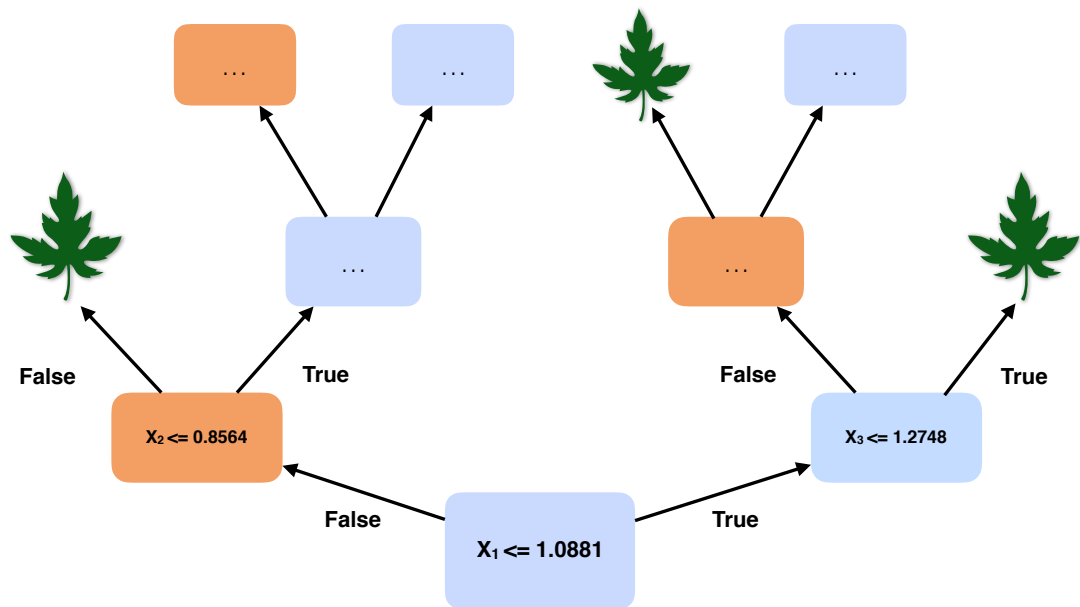 ... ... ...
... ...
False True False True
X₂ <= 0.8564 X₃ <= 1.2748
False True
X₁ <= 1.0881